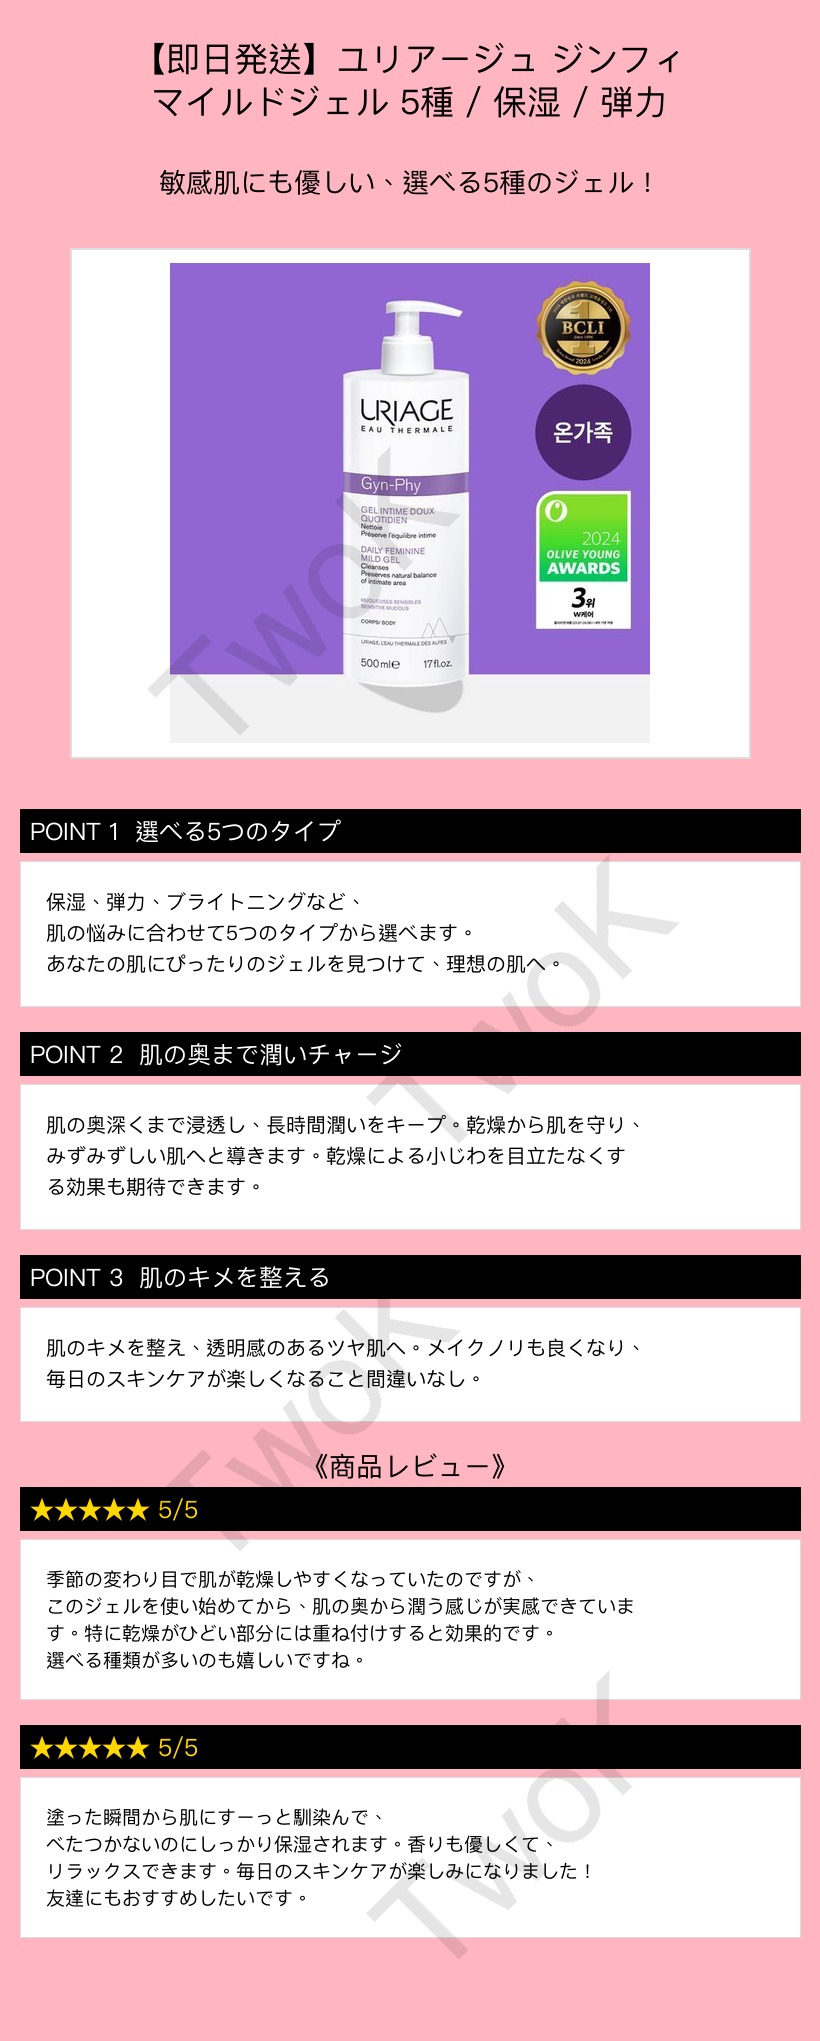 【即日発送】ユリアージュ ジンフィ
マイルドジェル 5種 / 保湿 / 弾力
敏感肌にも優しい、選べる5種のジェル！
BCLI
Since 1999
2024
온가족
URIAGE
EAU THERMALE
Gyn-Phy
GEL INTIME DOUX
QUOTIDIEN
Nettoie
Préserve l'équilibre intime
DAILY FEMININE
MILD GEL
Cleanses
Preserves natural balance
of intimate area
MUQUEUSES SENSIBLES
SENSITIVE MUCOUS
CORPS/ BODY
URIAGE, L'EAU THERMALE DES ALPES
500 ml℮ 17 fl.oz.
2024
OLIVE YOUNG
AWARDS
3위
W케어
TwoK
POINT 1 選べる5つのタイプ
保湿、弾力、ブライトニングなど、
肌の悩みに合わせて5つのタイプから選べます。
あなたの肌にぴったりのジェルを見つけて、理想の肌へ。
TwoK
POINT 2 肌の奥まで潤いチャージ
肌の奥深くまで浸透し、長時間潤いをキープ。乾燥から肌を守り、
みずみずしい肌へと導きます。乾燥による小じわを目立たなくす
る効果も期待できます。
POINT 3 肌のキメを整える
肌のキメを整え、透明感のあるツヤ肌へ。メイクノリも良くなり、
毎日のスキンケアが楽しくなること間違いなし。
TwoK
《商品レビュー》
★★★★★ 5/5
季節の変わり目で肌が乾燥しやすくなっていたのですが、
このジェルを使い始めてから、肌の奥から潤う感じが実感できていま
す。特に乾燥がひどい部分には重ね付けすると効果的です。
選べる種類が多いのも嬉しいですね。
★★★★★ 5/5
塗った瞬間から肌にすーっと馴染んで、
べたつかないのにしっかり保湿されます。香りも優しくて、
リラックスできます。毎日のスキンケアが楽しみになりました！
友達にもおすすめしたいです。
TwoK